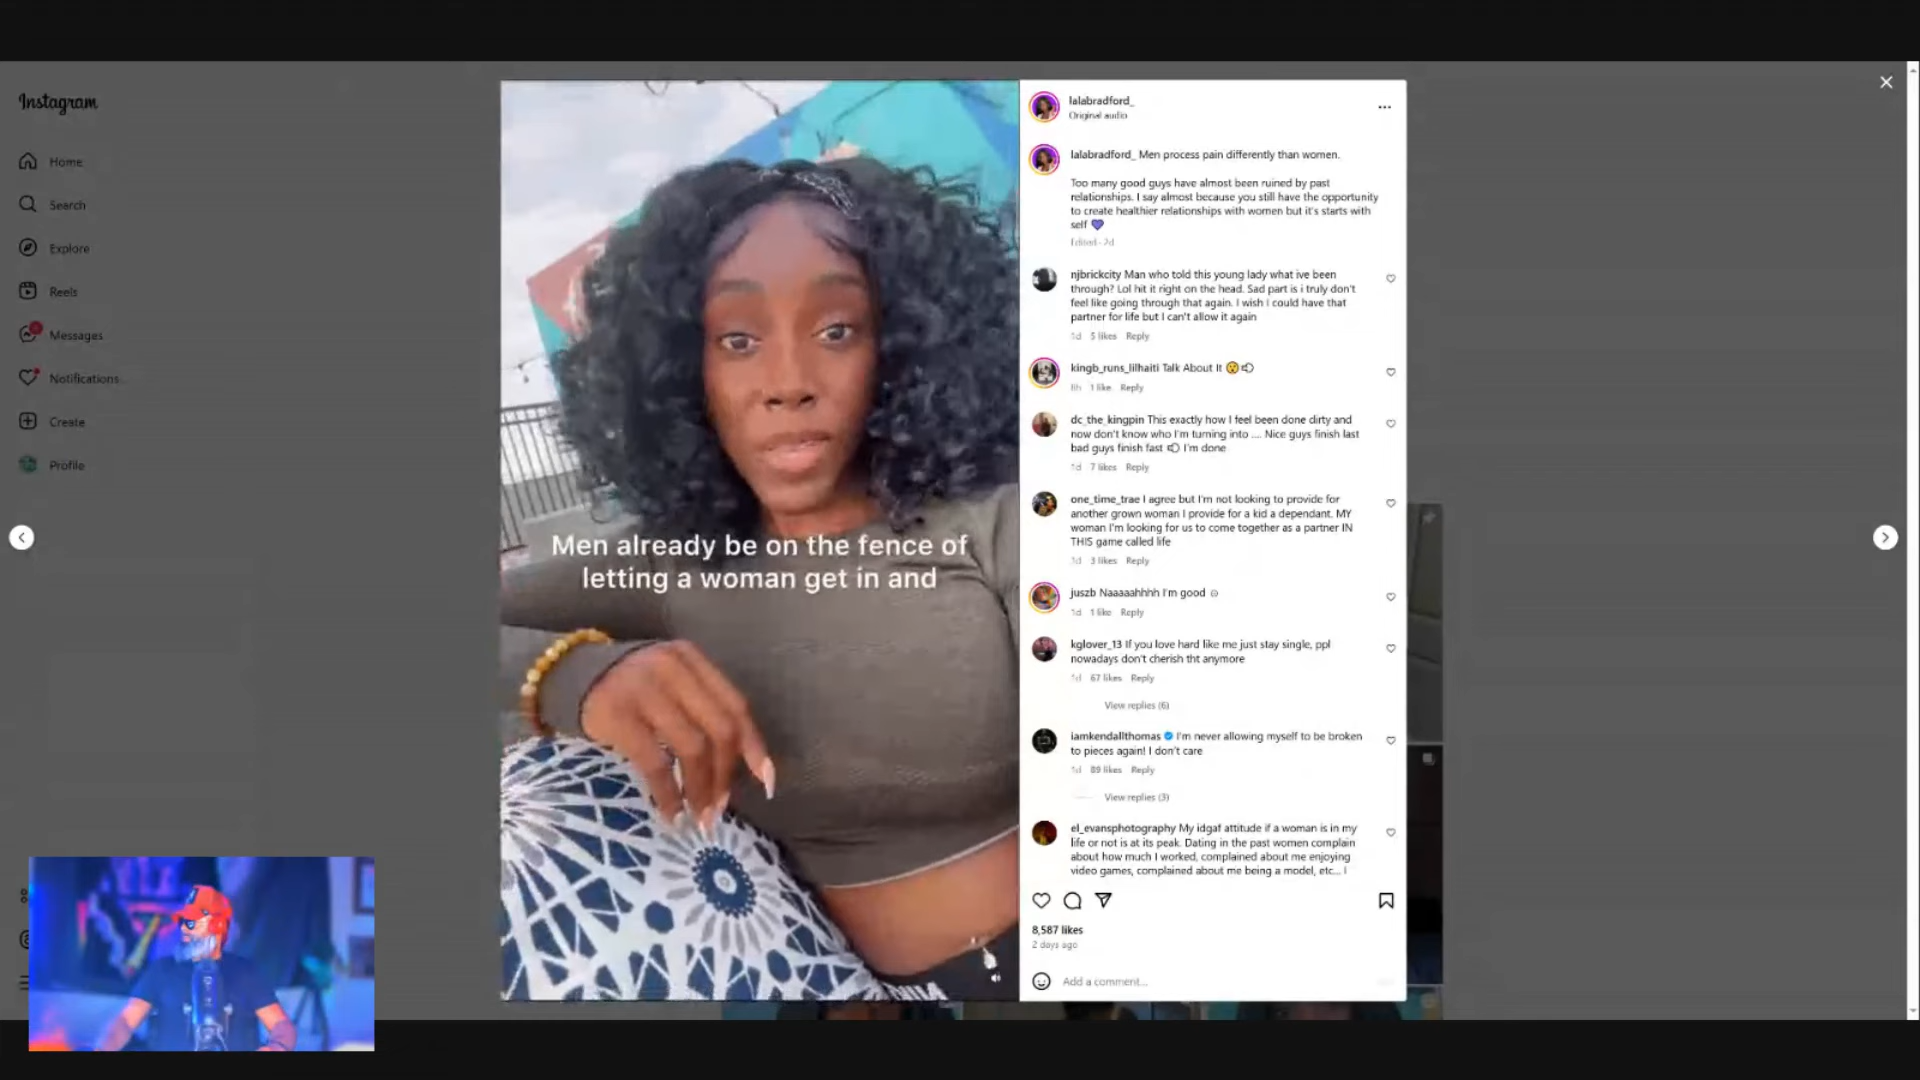 Instagram
Home
Search
Explore
Reels
Messages
Notifications
Create
Profile
Men already be on the fence of
letting a woman get in and
lalabradford_
Original audio
lalabradford_ Men process pain differently than women.
Too many good guys have almost been ruined by past
relationships. I say almost because you still have the opportunity
to create healthier relationships with women but it's starts with
self 💜
Edited · 2d
njbrickcity Man who told this young lady what ive been
through? Lol hit it right on the head. Sad part is i truly don't
feel like going through that again. I wish I could have that
partner for life but I can't allow it again
1d 5 likes Reply
kingb_runs_lilhaiti Talk About It
1 like Reply
dc_the_kingpin This exactly how I feel been done dirty and
now don't know who I'm turning into .... Nice guys finish last
bad guys finish fast I'm done
1d 7 likes Reply
one_time_trae I agree but I'm not looking to provide for
another grown woman I provide for a kid a dependant. MY
woman I'm looking for us to come together as a partner IN
THIS game called life
1d 3 likes Reply
juszb Naaaaahhhh I'm good
1d 1 like Reply
kglover_13 If you love hard like me just stay single, ppl
nowadays don't cherish tht anymore
1d 67 likes Reply
View replies (6)
iamkendallthomas I'm never allowing myself to be broken
to pieces again! I don't care
1d 89 likes Reply
View replies (3)
el_evansphotography My idgaf attitude if a woman is in my
life or not is at its peak. Dating in the past women complain
about how much I worked, complained about me enjoying
video games, complained about me being a model, etc... I
8,587 likes
2 days ago
Add a comment...